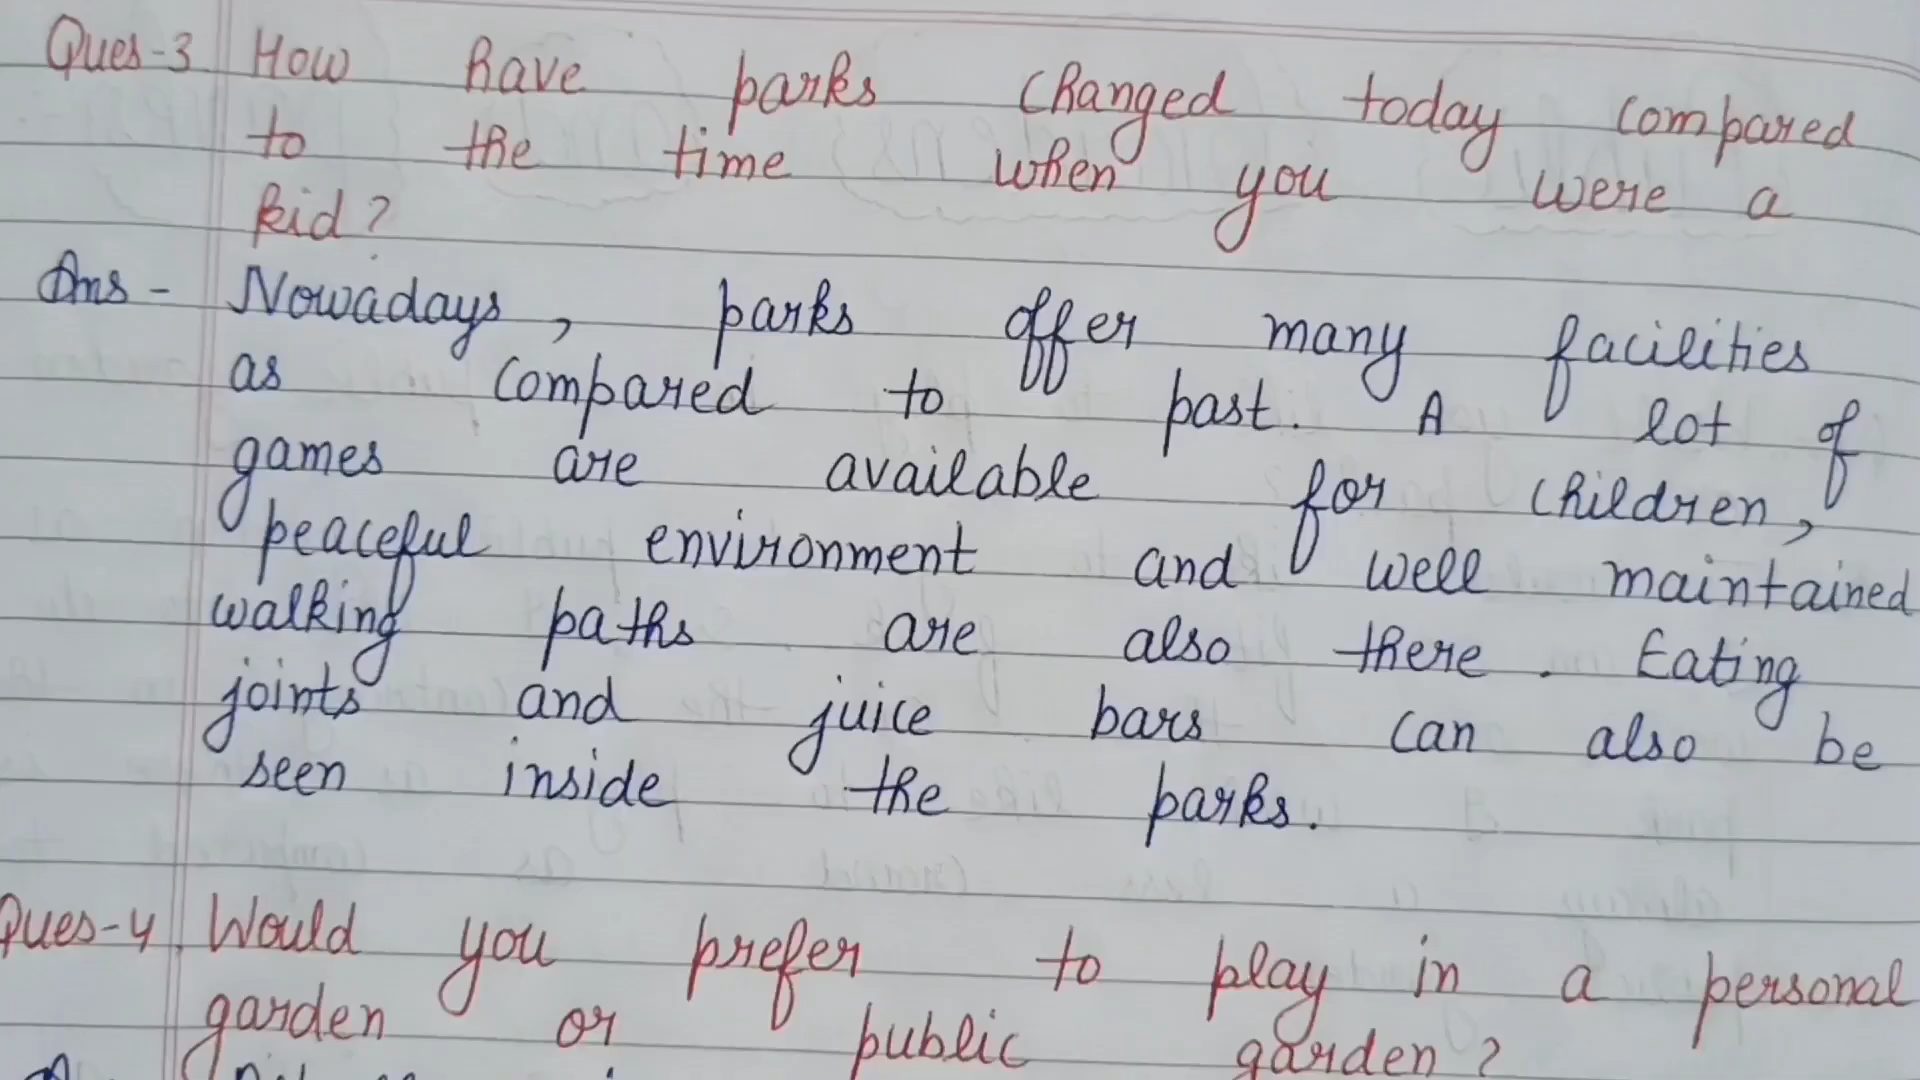 Ques-3 How have parks changed today compared
to the time when you were a
kid?
Ans - Nowadays, parks offer many facilities
as compared to past. A lot of
games are available for children,
peaceful environment and well maintained
walking paths are also there. Eating
joints and juice bars can also be
seen inside the parks.
Ques-4. Would you prefer to play in a personal
garden or public garden?